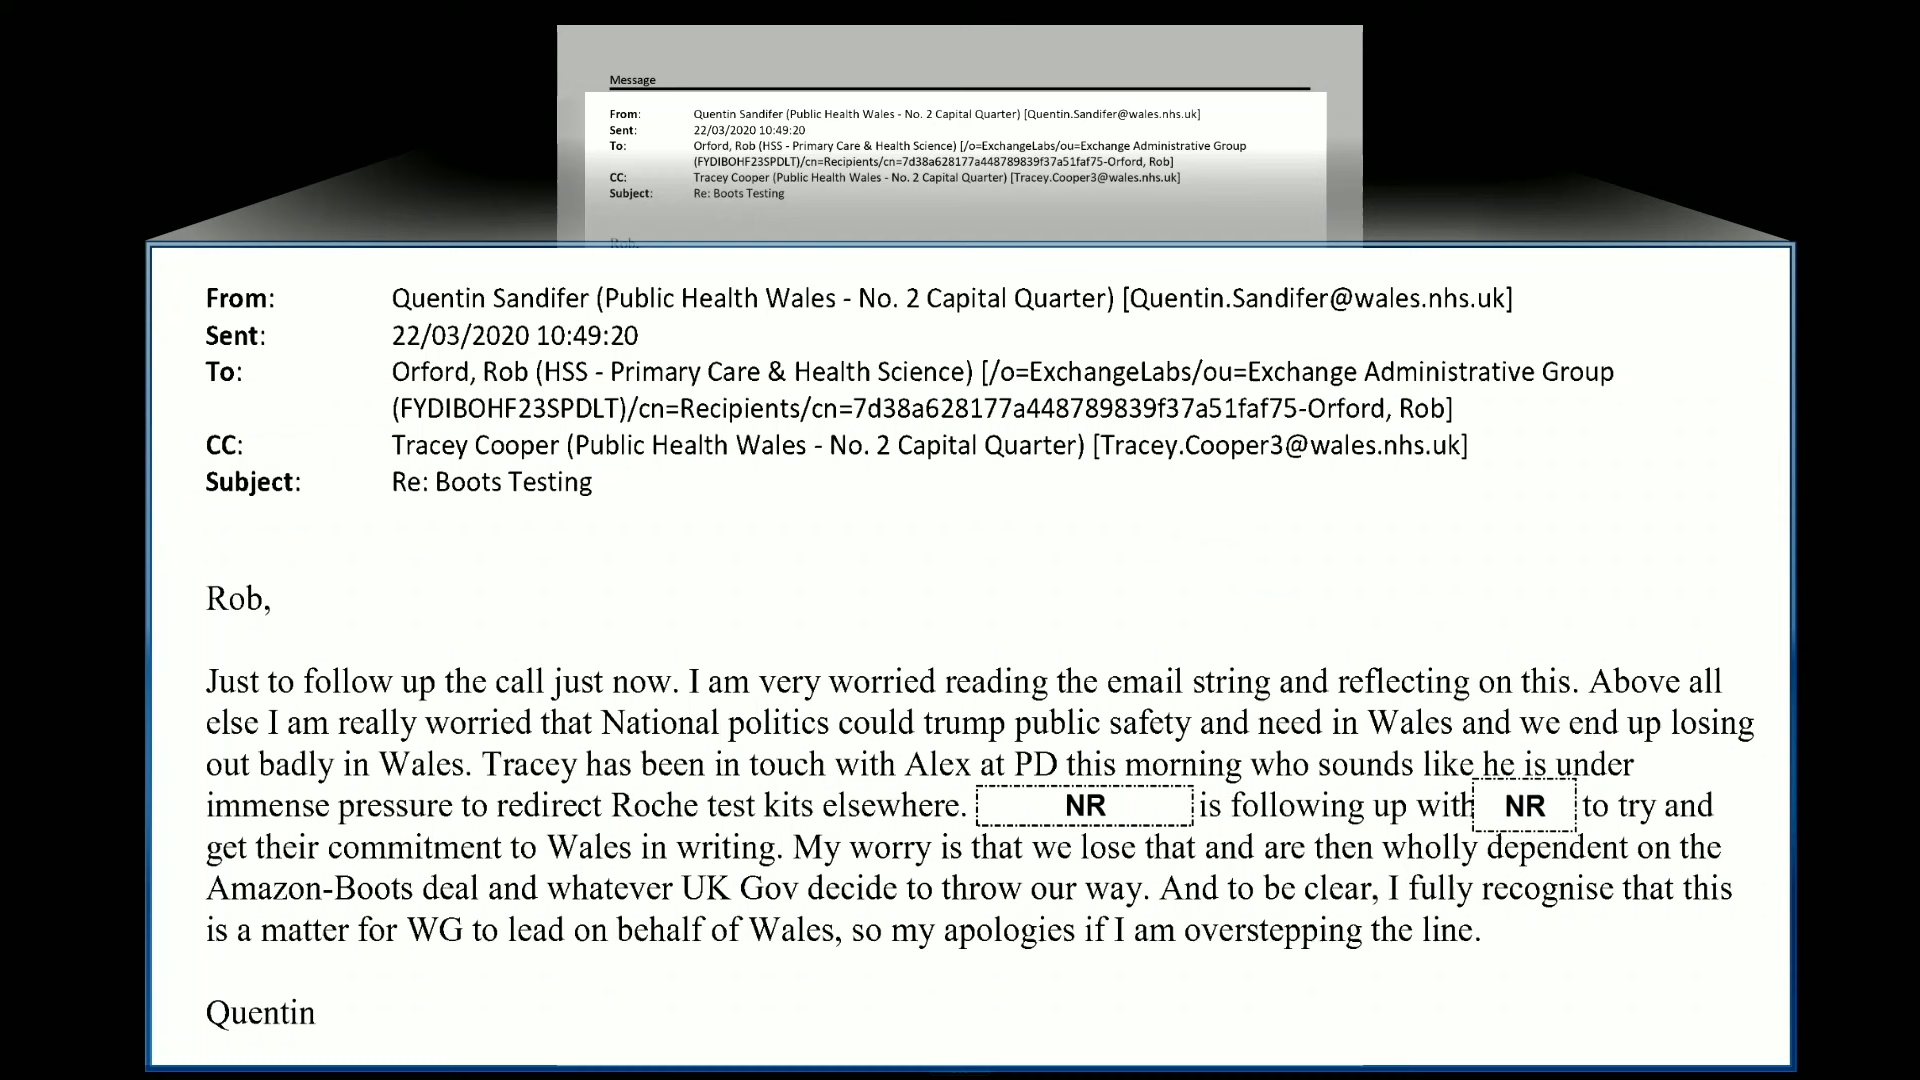 Message
From: Quentin Sandifer (Public Health Wales - No. 2 Capital Quarter) [Quentin.Sandifer@wales.nhs.uk]
Sent: 22/03/2020 10:49:20
To: Orford, Rob (HSS - Primary Care & Health Science) [/o=ExchangeLabs/ou=Exchange Administrative Group
(FYDIBOHF23SPDLT)/cn=Recipients/cn=7d38a628177a448789839f37a51faf75-Orford, Rob]
CC: Tracey Cooper (Public Health Wales - No. 2 Capital Quarter) [Tracey.Cooper3@wales.nhs.uk]
Subject: Re: Boots Testing
Rob,
From: Quentin Sandifer (Public Health Wales - No. 2 Capital Quarter) [Quentin.Sandifer@wales.nhs.uk]
Sent: 22/03/2020 10:49:20
To: Orford, Rob (HSS - Primary Care & Health Science) [/o=ExchangeLabs/ou=Exchange Administrative Group
(FYDIBOHF23SPDLT)/cn=Recipients/cn=7d38a628177a448789839f37a51faf75-Orford, Rob]
CC: Tracey Cooper (Public Health Wales - No. 2 Capital Quarter) [Tracey.Cooper3@wales.nhs.uk]
Subject: Re: Boots Testing
Rob,
Just to follow up the call just now. I am very worried reading the email string and reflecting on this. Above all
else I am really worried that National politics could trump public safety and need in Wales and we end up losing
out badly in Wales. Tracey has been in touch with Alex at PD this morning who sounds like he is under
immense pressure to redirect Roche test kits elsewhere. NR is following up with NR to try and
get their commitment to Wales in writing. My worry is that we lose that and are then wholly dependent on the
Amazon-Boots deal and whatever UK Gov decide to throw our way. And to be clear, I fully recognise that this
is a matter for WG to lead on behalf of Wales, so my apologies if I am overstepping the line.
Quentin